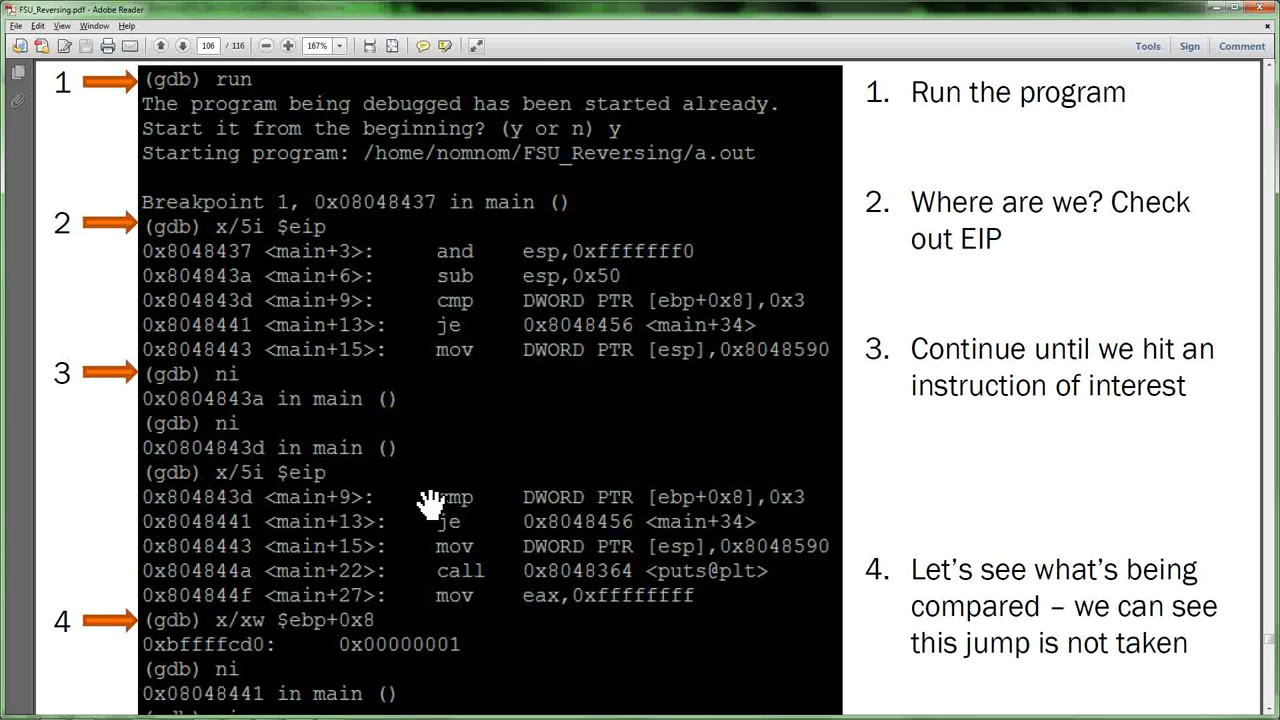 FSU_Reversing.pdf - Adobe Reader
File Edit View Window Help
106 / 116 167% Tools Sign Comment
1 (gdb) run
The program being debugged has been started already.
Start it from the beginning? (y or n) y
Starting program: /home/nomnom/FSU_Reversing/a.out
Breakpoint 1, 0x08048437 in main ()
2 (gdb) x/5i $eip
0x8048437 <main+3>: and esp,0xfffffff0
0x804843a <main+6>: sub esp,0x50
0x804843d <main+9>: cmp DWORD PTR [ebp+0x8],0x3
0x8048441 <main+13>: je 0x8048456 <main+34>
0x8048443 <main+15>: mov DWORD PTR [esp],0x8048590
3 (gdb) ni
0x0804843a in main ()
(gdb) ni
0x0804843d in main ()
(gdb) x/5i $eip
0x804843d <main+9>: cmp DWORD PTR [ebp+0x8],0x3
0x8048441 <main+13>: je 0x8048456 <main+34>
0x8048443 <main+15>: mov DWORD PTR [esp],0x8048590
0x804844a <main+22>: call 0x8048364 <puts@plt>
0x804844f <main+27>: mov eax,0xffffffff
4 (gdb) x/xw $ebp+0x8
0xbffffcd0: 0x00000001
(gdb) ni
0x08048441 in main ()
1. Run the program
2. Where are we? Check
out EIP
3. Continue until we hit an
instruction of interest
4. Let's see what's being
compared – we can see
this jump is not taken